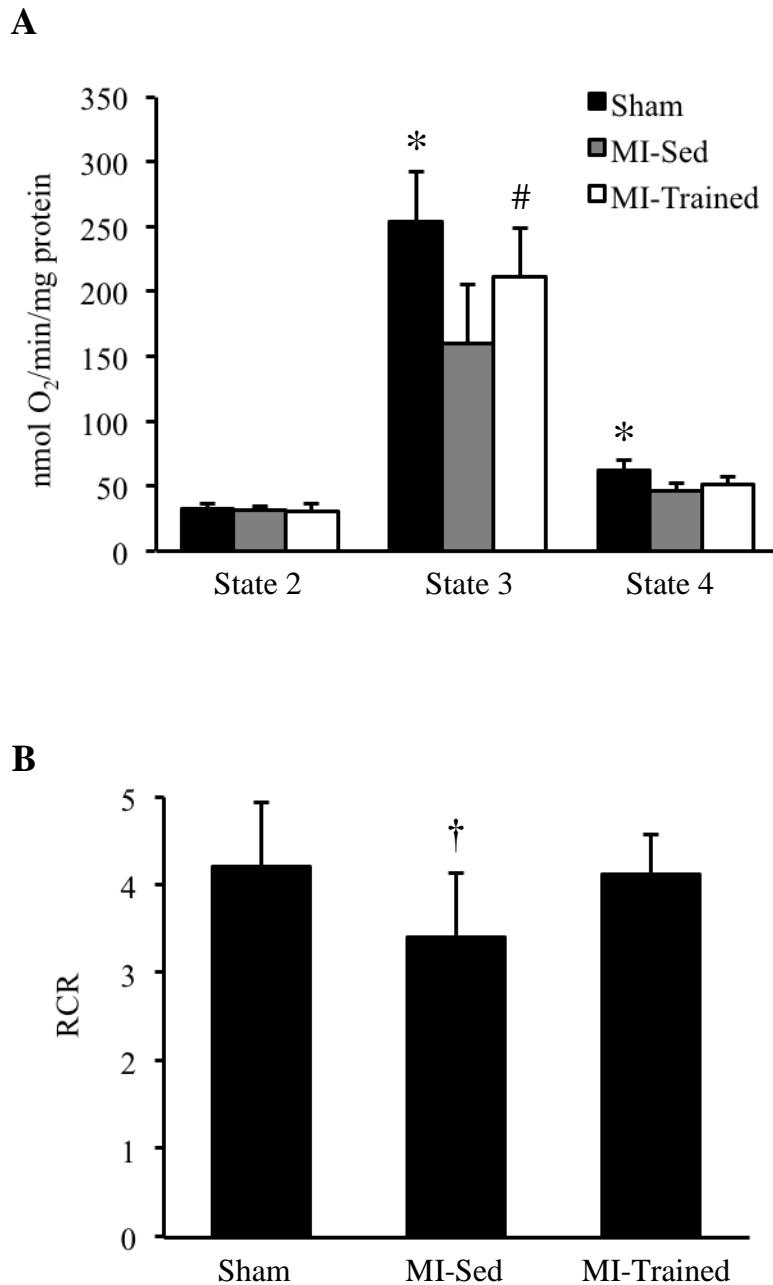 A
350
300
250
200
150
100
50
0
nmol O₂/min/mg protein
Sham
MI-Sed
MI-Trained
*
#
*
State 2 State 3 State 4
B
5
4
3
2
1
0
RCR
†
Sham MI-Sed MI-Trained